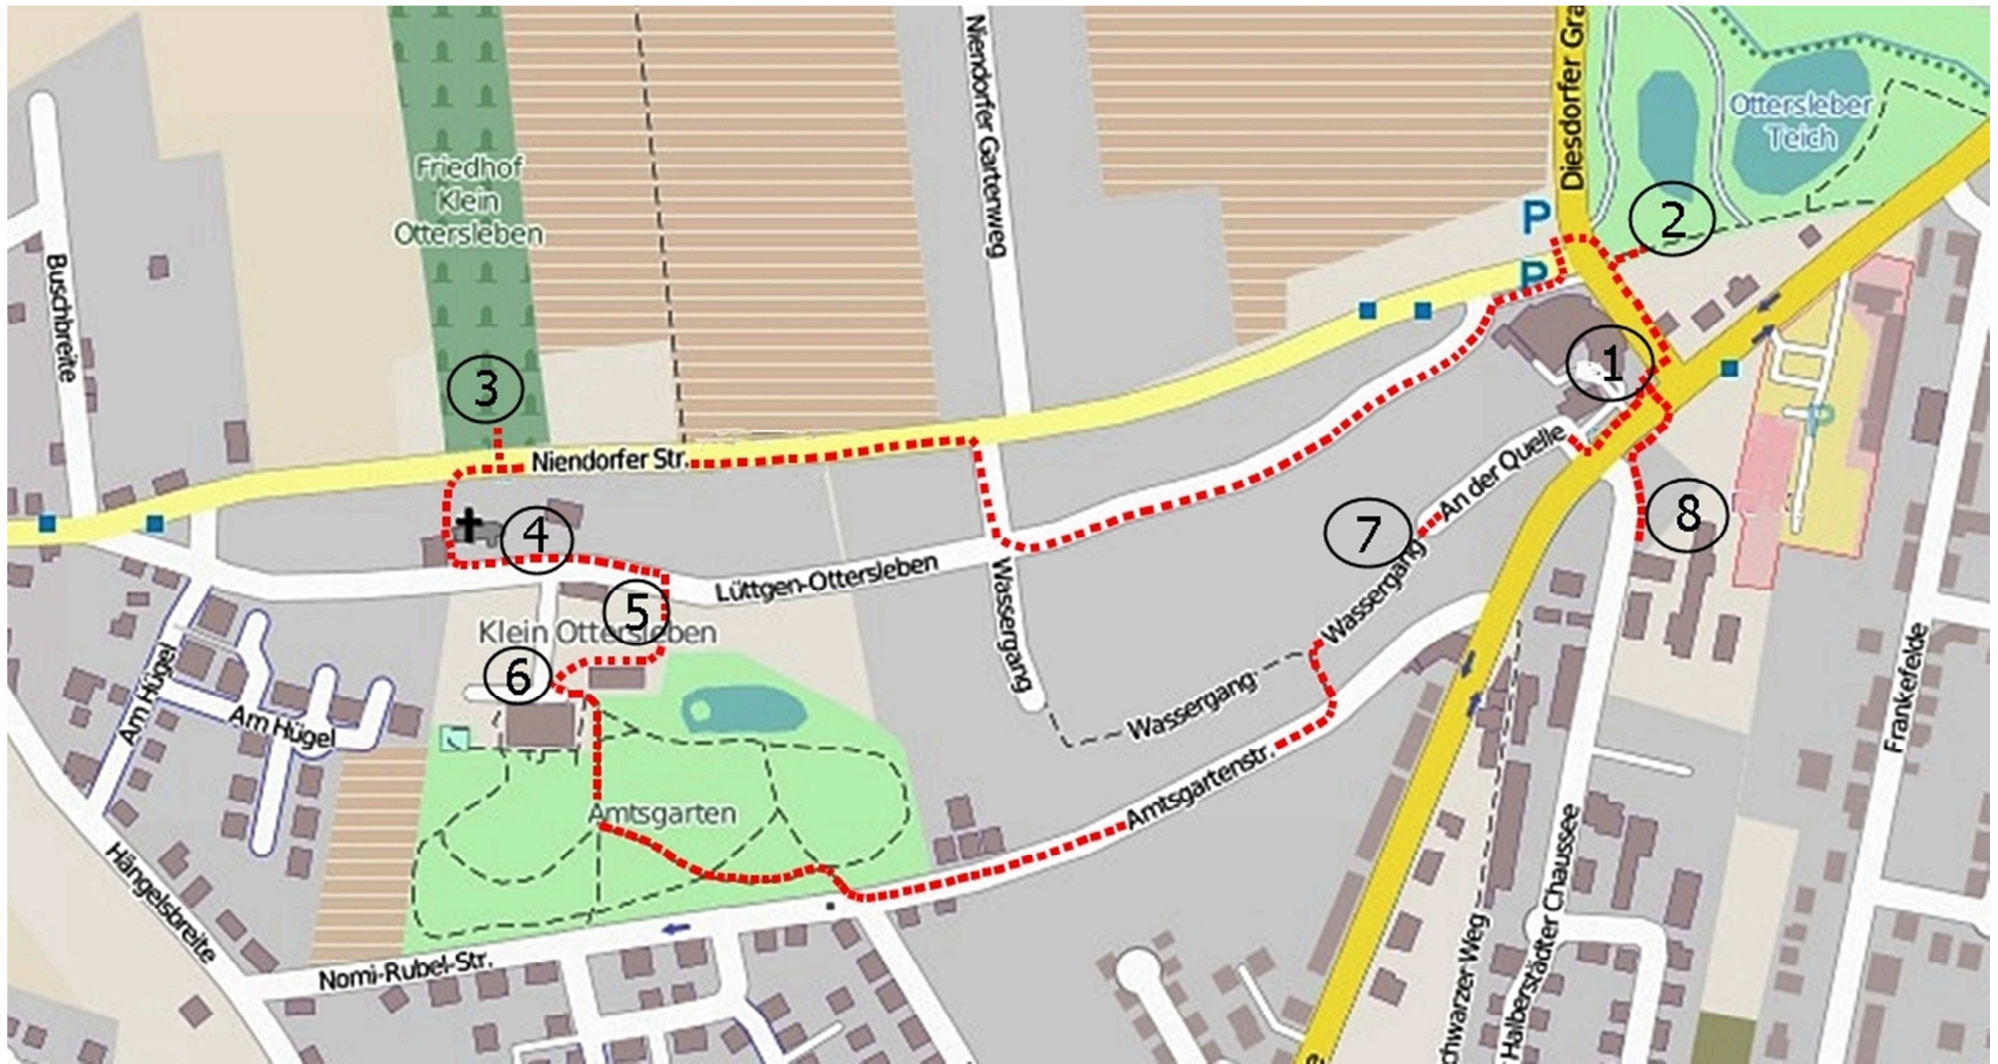 Niendorfer Gartenweg
Diesdorfer Gra
Ottersleber
Teich
Friedhof
Klein
Ottersleben
P
2
P
Buschbreite
1
3
Niendorfer Str.
An der Quelle
P
4
7
8
Lüttgen-Ottersleben
Wassergang
Wassergang
5
Klein Ottersleben
6
Am Hügel
Am Hügel
Wassergang
Frankefelde
Amtsgarten
Amtsgartenstr.
Hängelsbreite
Nomi-Rubel-Str.
chwarzer Weg
Halberstädter Chaussee
e